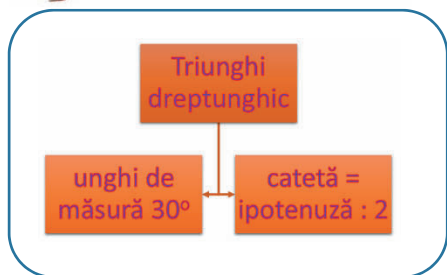 Triunghi
dreptunghic
unghi de
măsură 30º
catetă =
ipotenuză : 2